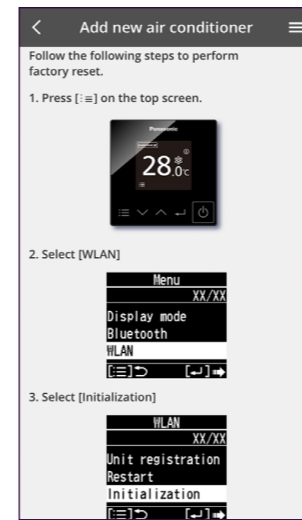 Add new air conditioner
Follow the following steps to perform
factory reset.
1. Press [⁝≡] on the top screen.
Panasonic
28.0°c
2. Select [WLAN]
Menu
XX/XX
Display mode
Bluetooth
WLAN
[⁝≡]⮌ [↵]➡
3. Select [Initialization]
WLAN
XX/XX
Unit registration
Restart
Initialization
[⁝≡]⮌ [↵]➡